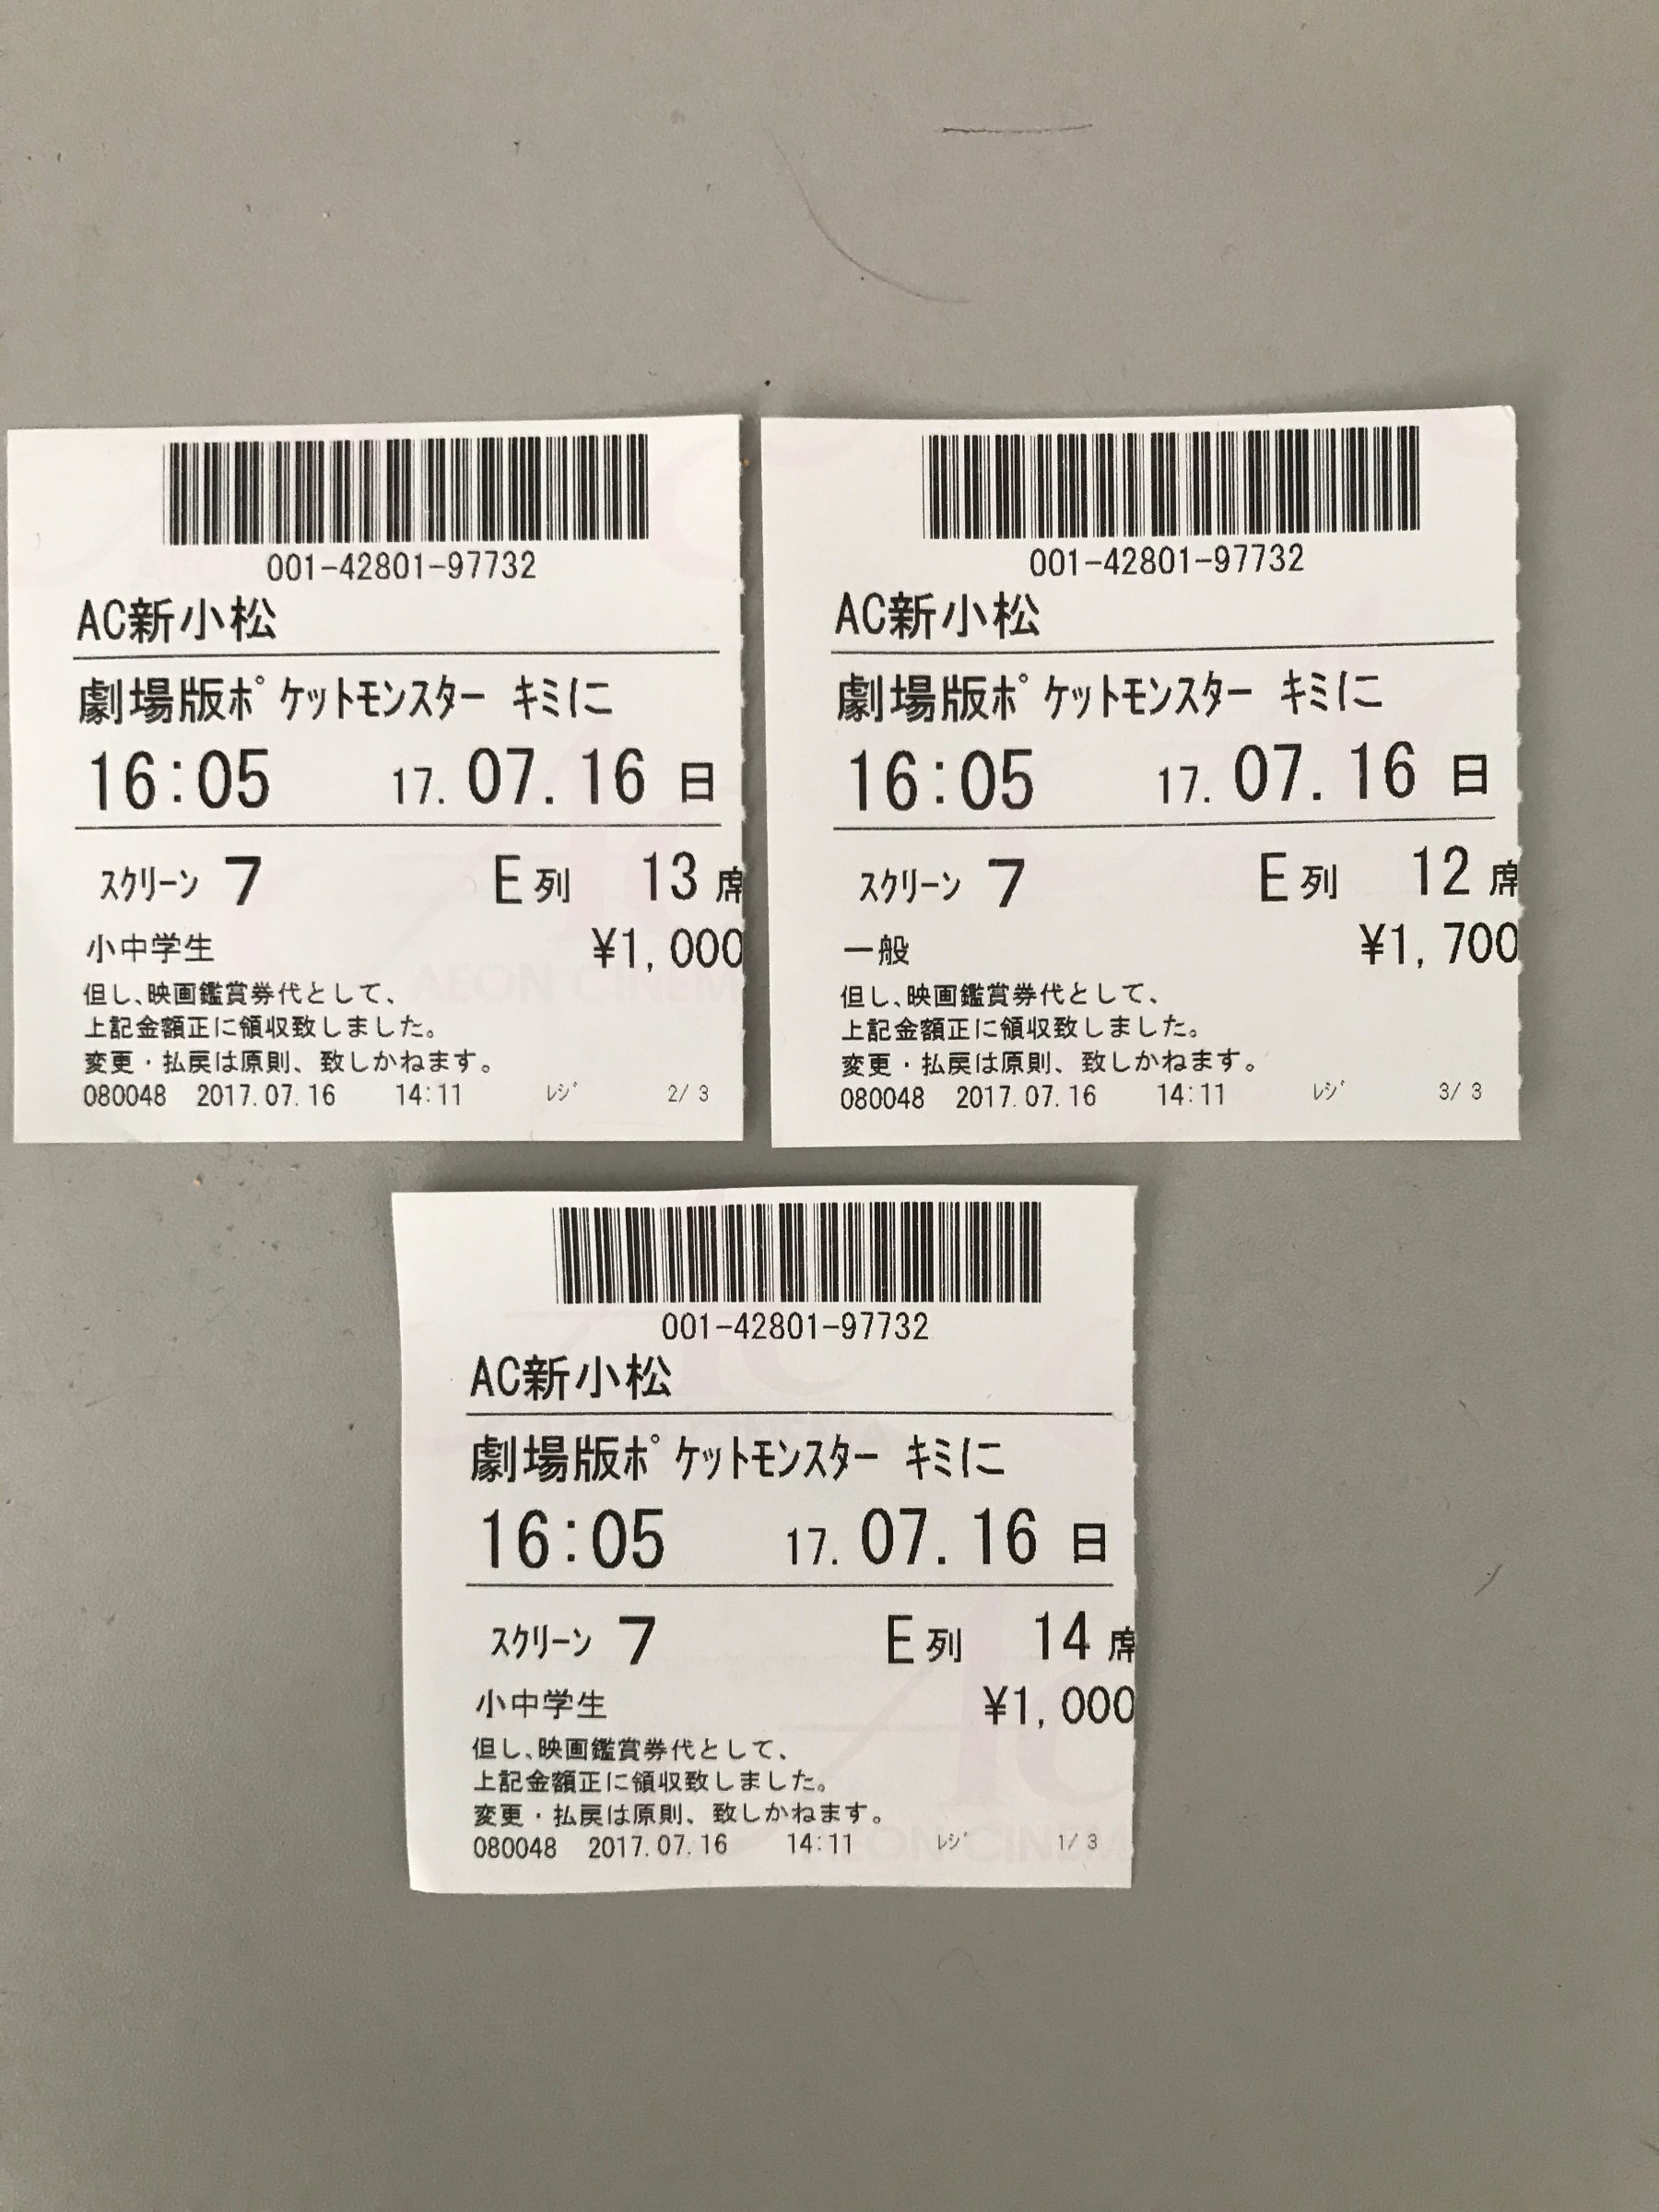 001-42801-97732
AC新小松
劇場版ポケットモンスター キミに
16:05 17.07.16 日
スクリーン 7 E列 13席
小中学生 ¥1,000
但し、映画鑑賞券代として、
上記金額正に領収致しました。
変更・払戻は原則、致しかねます。
080048 2017.07.16 14:11 レジ 2/3
001-42801-97732
AC新小松
劇場版ポケットモンスター キミに
16:05 17.07.16 日
スクリーン 7 E列 12席
一般 ¥1,700
但し、映画鑑賞券代として、
上記金額正に領収致しました。
変更・払戻は原則、致しかねます。
080048 2017.07.16 14:11 レジ 3/3
001-42801-97732
AC新小松
劇場版ポケットモンスター キミに
16:05 17.07.16 日
スクリーン 7 E列 14席
小中学生 ¥1,000
但し、映画鑑賞券代として、
上記金額正に領収致しました。
変更・払戻は原則、致しかねます。
080048 2017.07.16 14:11 レジ 1/3